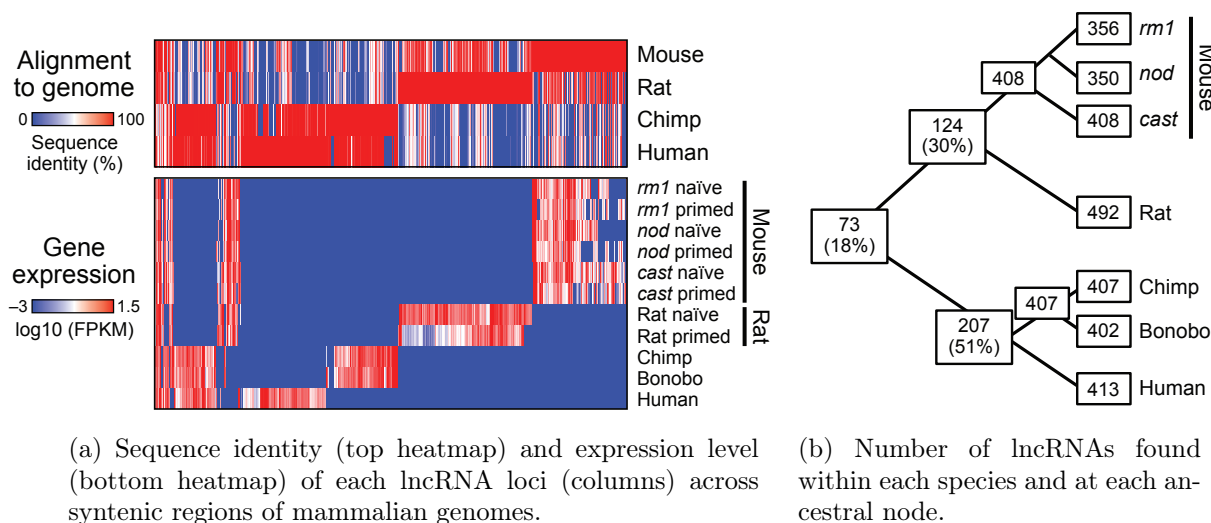 Alignment
to genome
0 100
Sequence
identity (%)
Mouse
Rat
Chimp
Human
Gene
expression
−3 1.5
log10 (FPKM)
rm1 naïve
rm1 primed
nod naïve
nod primed
cast naïve
cast primed
Rat naïve
Rat primed
Chimp
Bonobo
Human
Mouse
Rat
(a) Sequence identity (top heatmap) and expression level
(bottom heatmap) of each lncRNA loci (columns) across
syntenic regions of mammalian genomes.
356 rm1
408
350 nod
408 cast
Mouse
124
(30%)
492 Rat
73
(18%)
407 Chimp
407
402 Bonobo
207
(51%)
413 Human
(b) Number of lncRNAs found
within each species and at each an-
cestral node.